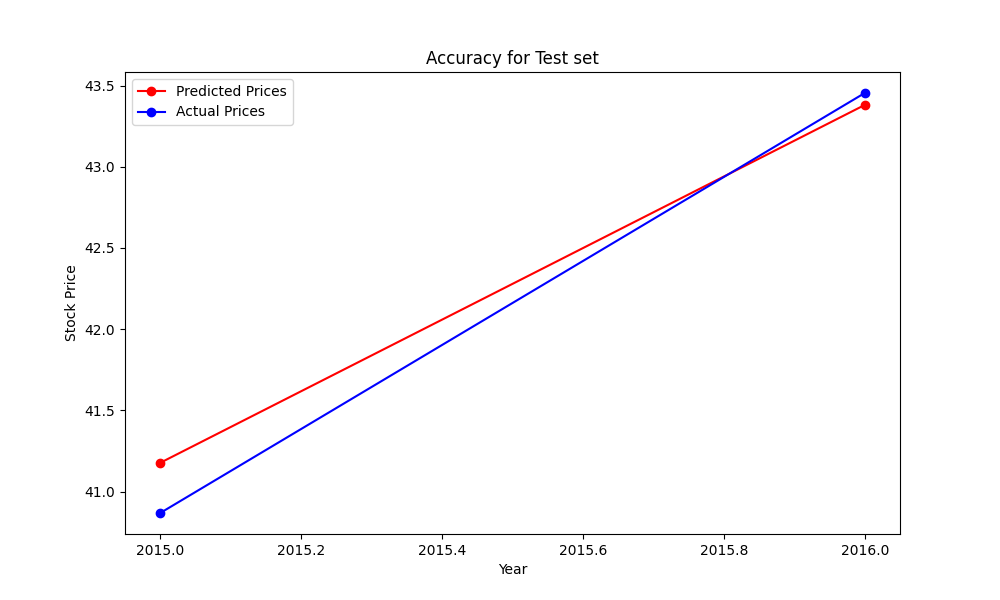 Accuracy for Test set
Predicted Prices
Actual Prices
43.5
43.0
42.5
42.0
41.5
41.0
Stock Price
2015.0 2015.2 2015.4 2015.6 2015.8 2016.0
Year